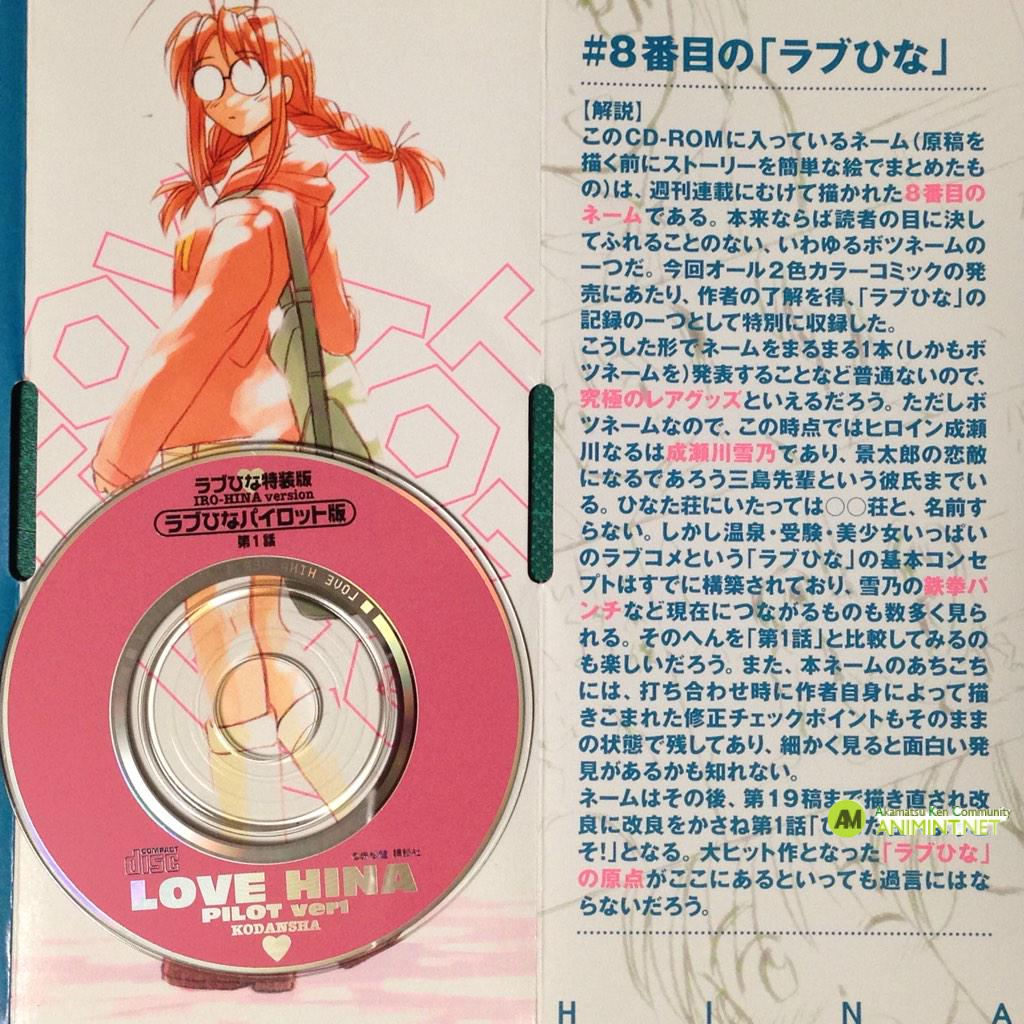 #8番目の「ラブひな」
【解説】
このCD-ROMに入っているネーム(原稿を
描く前にストーリーを簡単な絵でまとめたも
の)は、週刊連載にむけて描かれた8番目の
ネームである。本来ならば読者の目に決し
てふれることのない、いわゆるボツネームの
一つだ。今回オール2色カラーコミックの発
売にあたり、作者の了解を得、「ラブひな」の
記録の一つとして特別に収録した。
こうした形でネームをまるまる1本(しかもボ
ツネームを)発表することなど普通ないので、
究極のレアグッズといえるだろう。ただしボ
ツネームなので、この時点ではヒロイン成瀬
川なるは成瀬川雪乃であり、景太郎の恋敵
になるであろう三島先輩という彼氏までい
る。ひなた荘にいたっては○○荘と、名前す
らない。しかし温泉・受験・美少女いっぱい
のラブコメという「ラブひな」の基本コンセ
プトはすでに構築されており、雪乃の鉄拳パ
ンチなど現在につながるものも数多く見ら
れる。そのへんを「第1話」と比較してみるの
も楽しいだろう。また、本ネームのあちこち
には、打ち合わせ時に作者自身によって描
きこまれた修正チェックポイントもそのまま
の状態で残してあり、細かく見ると面白い発
見があるかも知れない。
ネームはその後、第19稿まで描き直され改
良に改良をかさね第1話「
そ!」となる。大ヒット作となった「ラブひな」
の原点がここにあるといっても過言にはな
らないだろう。
HINA
ラブひな特装版
IRO-HINA version
ラブひなパイロット版
第1話
COMPACT
disc
講談社
LOVE HINA
PILOT ver1
KODANSHA
AM
Akamatsu Ken Community
ANIMINT.NET